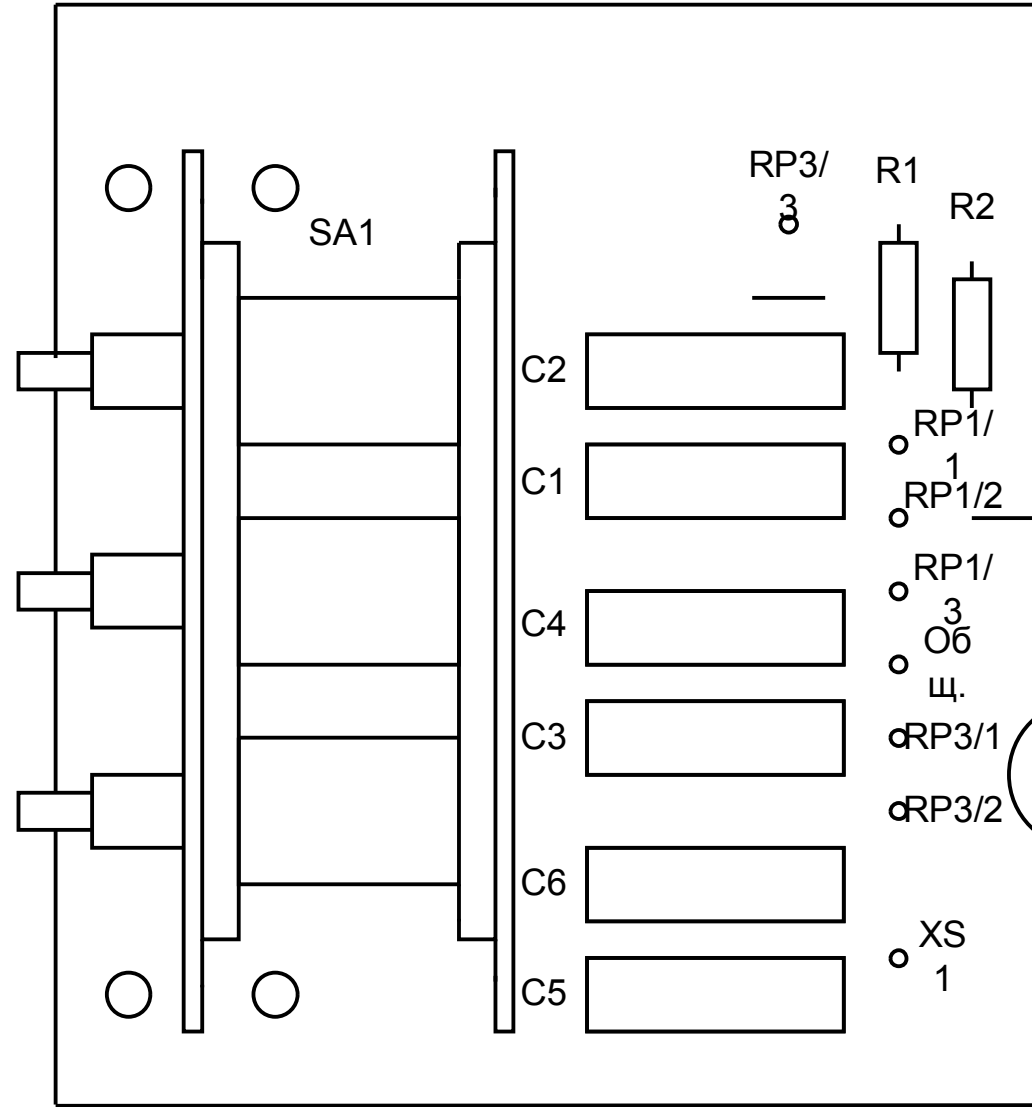 RP3/
3
R1
R2
SA1
C2
RP1/
1
C1
RP1/2
RP1/
3
C4
Об
щ.
C3
RP3/1
RP3/2
C6
XS
1
C5